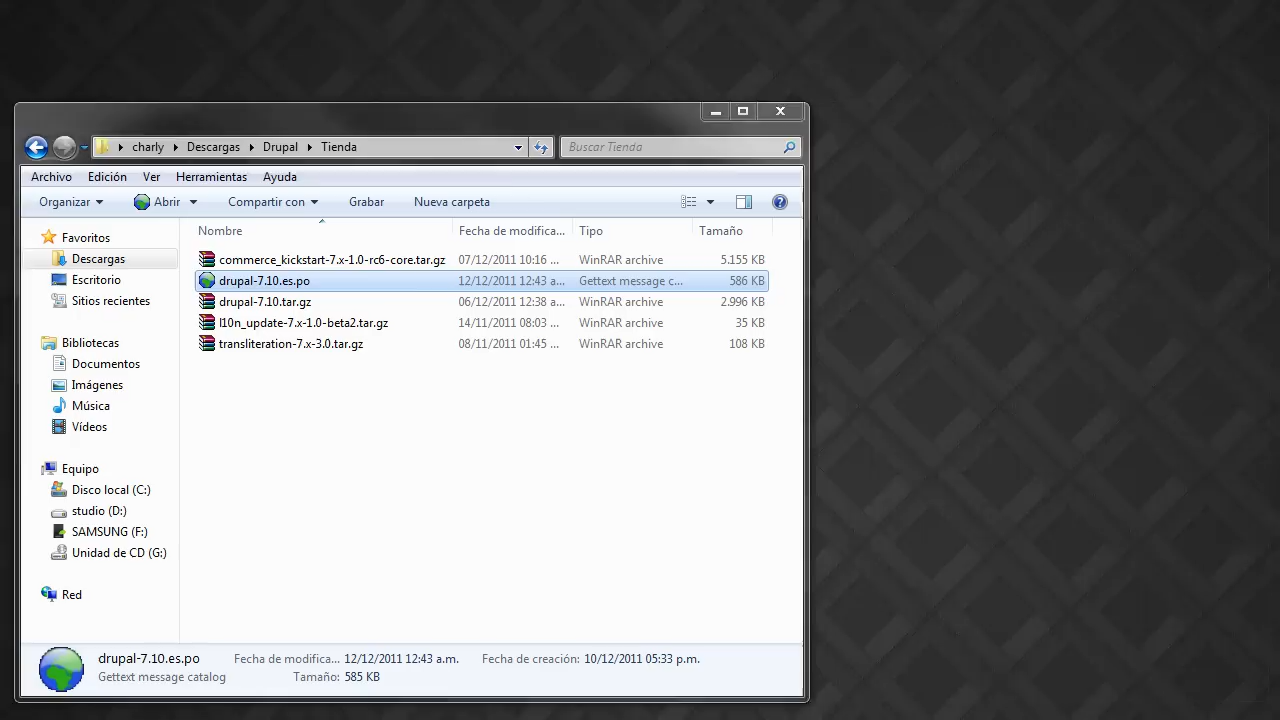 charly Descargas Drupal Tienda Buscar Tienda
Archivo Edición Ver Herramientas Ayuda
Organizar Abrir Compartir con Grabar Nueva carpeta
Nombre Fecha de modifica... Tipo Tamaño
Favoritos
Descargas
Escritorio
Sitios recientes
Bibliotecas
Documentos
Imágenes
Música
Vídeos
Equipo
Disco local (C:)
studio (D:)
SAMSUNG (F:)
Unidad de CD (G:)
Red
commerce_kickstart-7.x-1.0-rc6-core.tar.gz 07/12/2011 10:16 ... WinRAR archive 5.155 KB
drupal-7.10.es.po 12/12/2011 12:43 a... Gettext message c... 586 KB
drupal-7.10.tar.gz 06/12/2011 12:38 a... WinRAR archive 2.996 KB
l10n_update-7.x-1.0-beta2.tar.gz 14/11/2011 08:03 ... WinRAR archive 35 KB
transliteration-7.x-3.0.tar.gz 08/11/2011 01:45 ... WinRAR archive 108 KB
drupal-7.10.es.po Fecha de modifica... 12/12/2011 12:43 a.m. Fecha de creación: 10/12/2011 05:33 p.m.
Gettext message catalog Tamaño: 585 KB